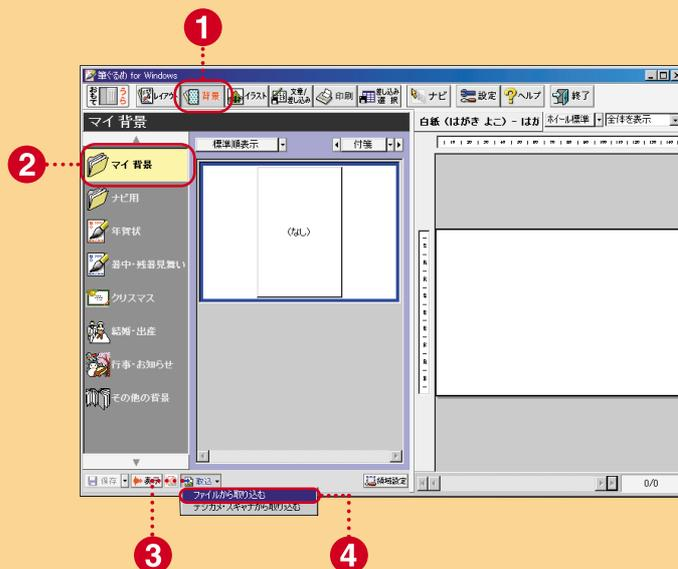 1
筆ぐるめ for Windows
おもて うら レイアウト 背景 イラスト 文章/差し込み 印刷 差し込み選択 ナビ 設定 ?ヘルプ 終了
マイ背景
白紙 (はがき よこ) - はが ホイール標準 全体を表示
2
標準順表示 付箋
マイ 背景
ナビ用
年賀状
(なし)
暑中・残暑見舞い
クリスマス
結婚・出産
行事・お知らせ
その他の背景
保存 表示 取込 領域設定 0/0
ファイルから取り込む
デジカメ・スキャナから取り込む
3 4